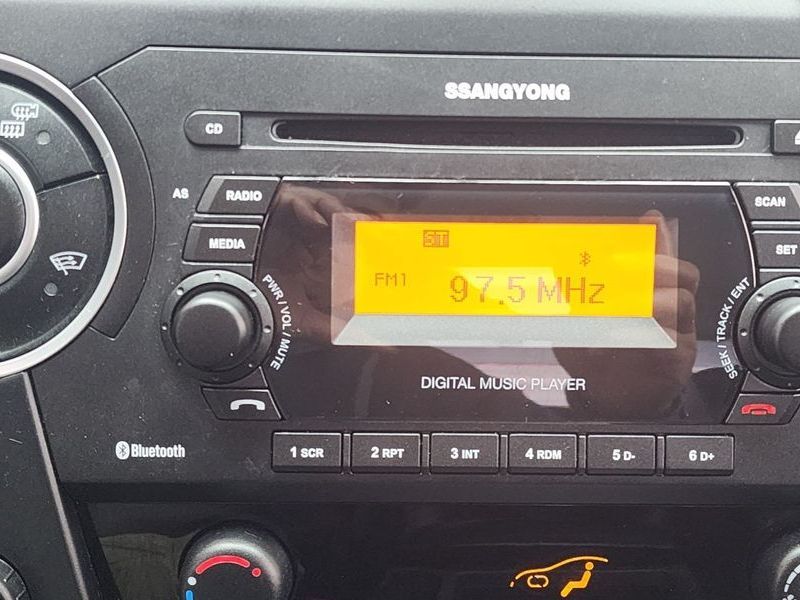 SSANGYONG
CD
AS
RADIO
SCAN
MEDIA
SET
ST
FM1
97.5 MHz
PWR / VOL / MUTE
SEEK / TRACK / ENT
DIGITAL MUSIC PLAYER
Bluetooth
1 SCR
2 RPT
3 INT
4 RDM
5 D-
6 D+